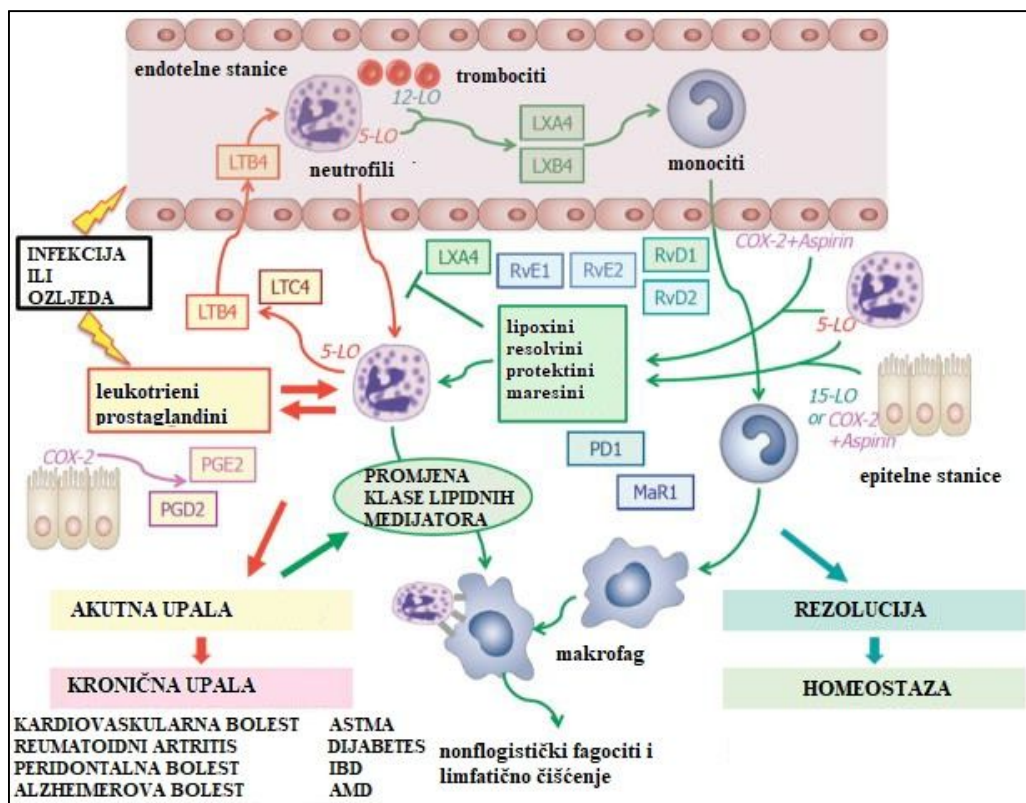 endotelne stanice
trombociti
12-LO
5-LO
neutrofili
LTB4
LXA4
LXB4
monociti
INFEKCIJA
ILI
OZLJEDA
LXA4
RvE1
RvE2
RvD1
RvD2
COX-2+Aspirin
LTC4
LTB4
5-LO
5-LO
lipoxini
resolvini
protektini
maresini
leukotrieni
prostaglandini
15-LO
or COX-2
+Aspirin
epitelne stanice
COX-2
PGE2
PGD2
PD1
MaR1
PROMJENA
KLASE LIPIDNIH
MEDIJATORA
AKUTNA UPALA
REZOLUCIJA
makrofag
KRONIČNA UPALA
HOMEOSTAZA
KARDIOVASKULARNA BOLEST
REUMATOIDNI ARTRITIS
PERIDONTALNA BOLEST
ALZHEIMEROVA BOLEST
ASTMA
DIJABETES
IBD
AMD
nonflogistički fagociti i
limfatično čišćenje